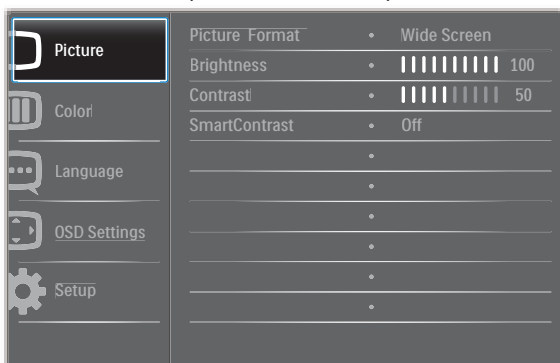 Picture
Color
Language
OSD Settings
Setup
Picture Format • Wide Screen
Brightness • 100
Contrast • 50
SmartContrast • Off
•
•
•
•
•
•